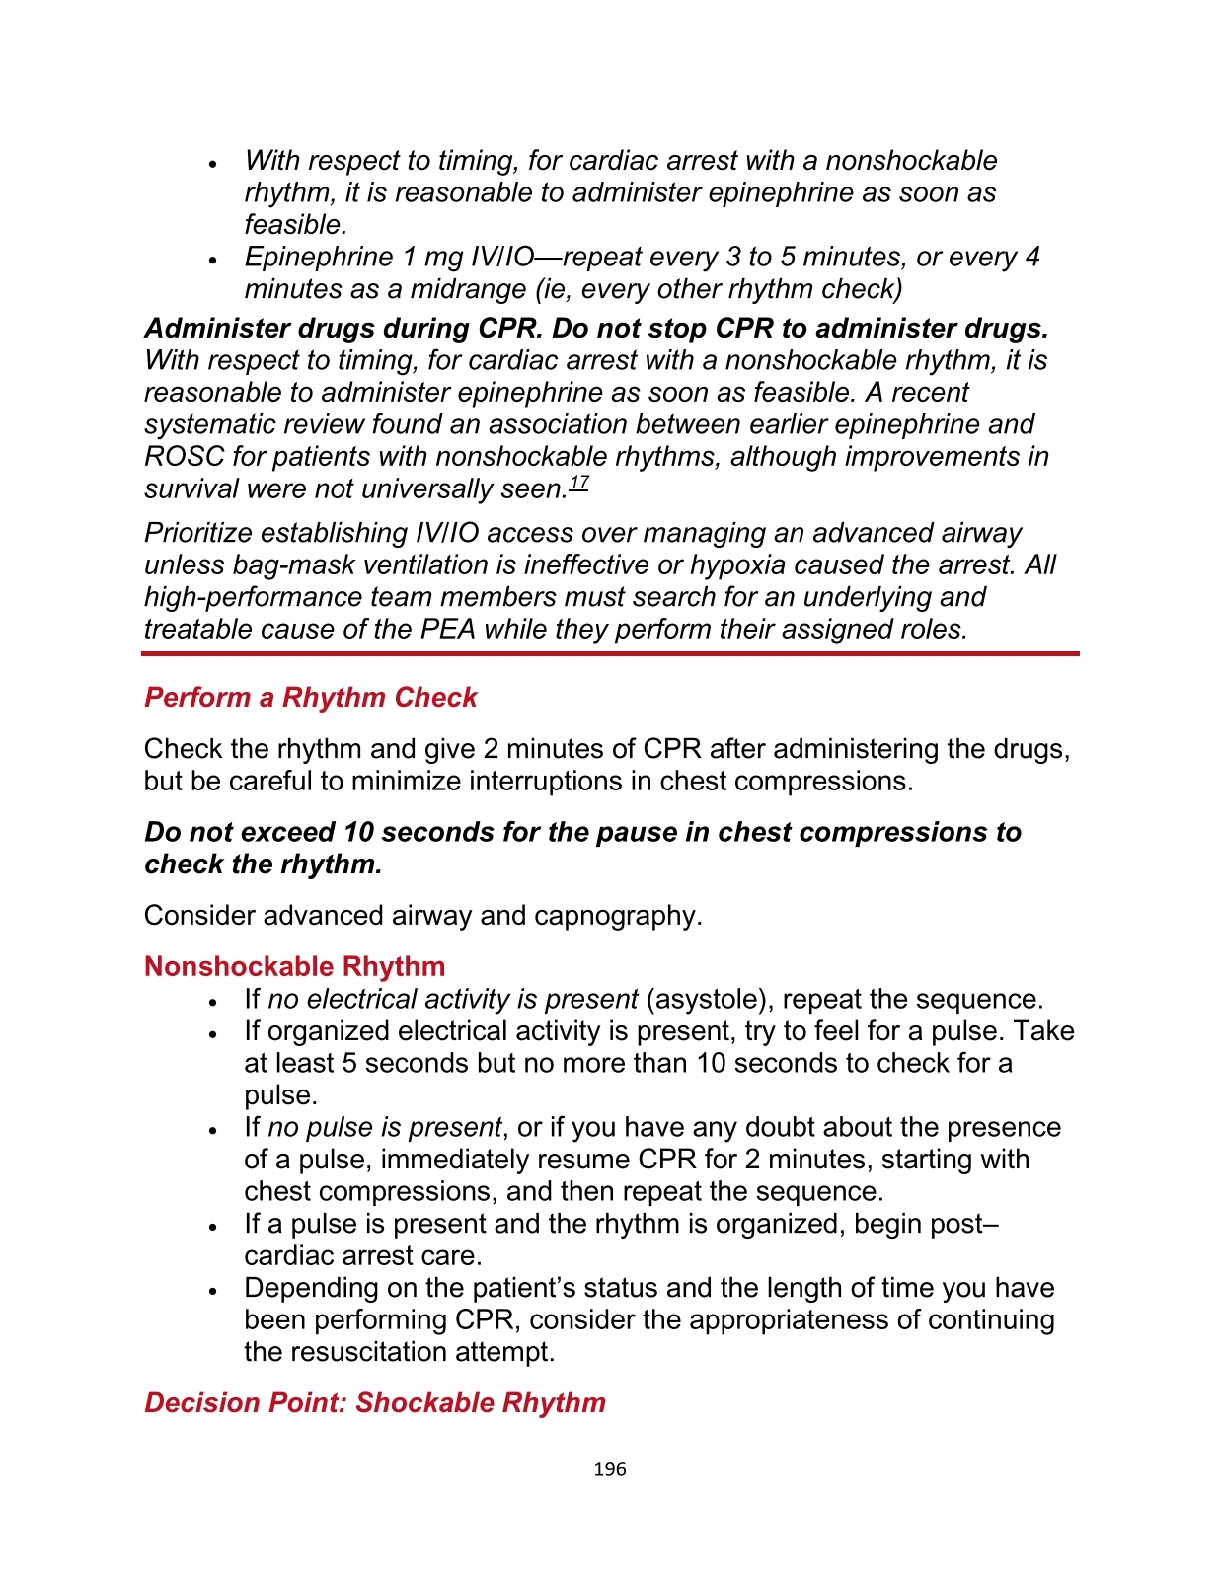 • With respect to timing, for cardiac arrest with a nonshockable
rhythm, it is reasonable to administer epinephrine as soon as
feasible.
• Epinephrine 1 mg IV/IO—repeat every 3 to 5 minutes, or every 4
minutes as a midrange (ie, every other rhythm check)
Administer drugs during CPR. Do not stop CPR to administer drugs.
With respect to timing, for cardiac arrest with a nonshockable rhythm, it is
reasonable to administer epinephrine as soon as feasible. A recent
systematic review found an association between earlier epinephrine and
ROSC for patients with nonshockable rhythms, although improvements in
survival were not universally seen.17
Prioritize establishing IV/IO access over managing an advanced airway
unless bag-mask ventilation is ineffective or hypoxia caused the arrest. All
high-performance team members must search for an underlying and
treatable cause of the PEA while they perform their assigned roles.
Perform a Rhythm Check
Check the rhythm and give 2 minutes of CPR after administering the drugs,
but be careful to minimize interruptions in chest compressions.
Do not exceed 10 seconds for the pause in chest compressions to
check the rhythm.
Consider advanced airway and capnography.
Nonshockable Rhythm
• If no electrical activity is present (asystole), repeat the sequence.
• If organized electrical activity is present, try to feel for a pulse. Take
at least 5 seconds but no more than 10 seconds to check for a
pulse.
• If no pulse is present, or if you have any doubt about the presence
of a pulse, immediately resume CPR for 2 minutes, starting with
chest compressions, and then repeat the sequence.
• If a pulse is present and the rhythm is organized, begin post–
cardiac arrest care.
• Depending on the patient’s status and the length of time you have
been performing CPR, consider the appropriateness of continuing
the resuscitation attempt.
Decision Point: Shockable Rhythm
196